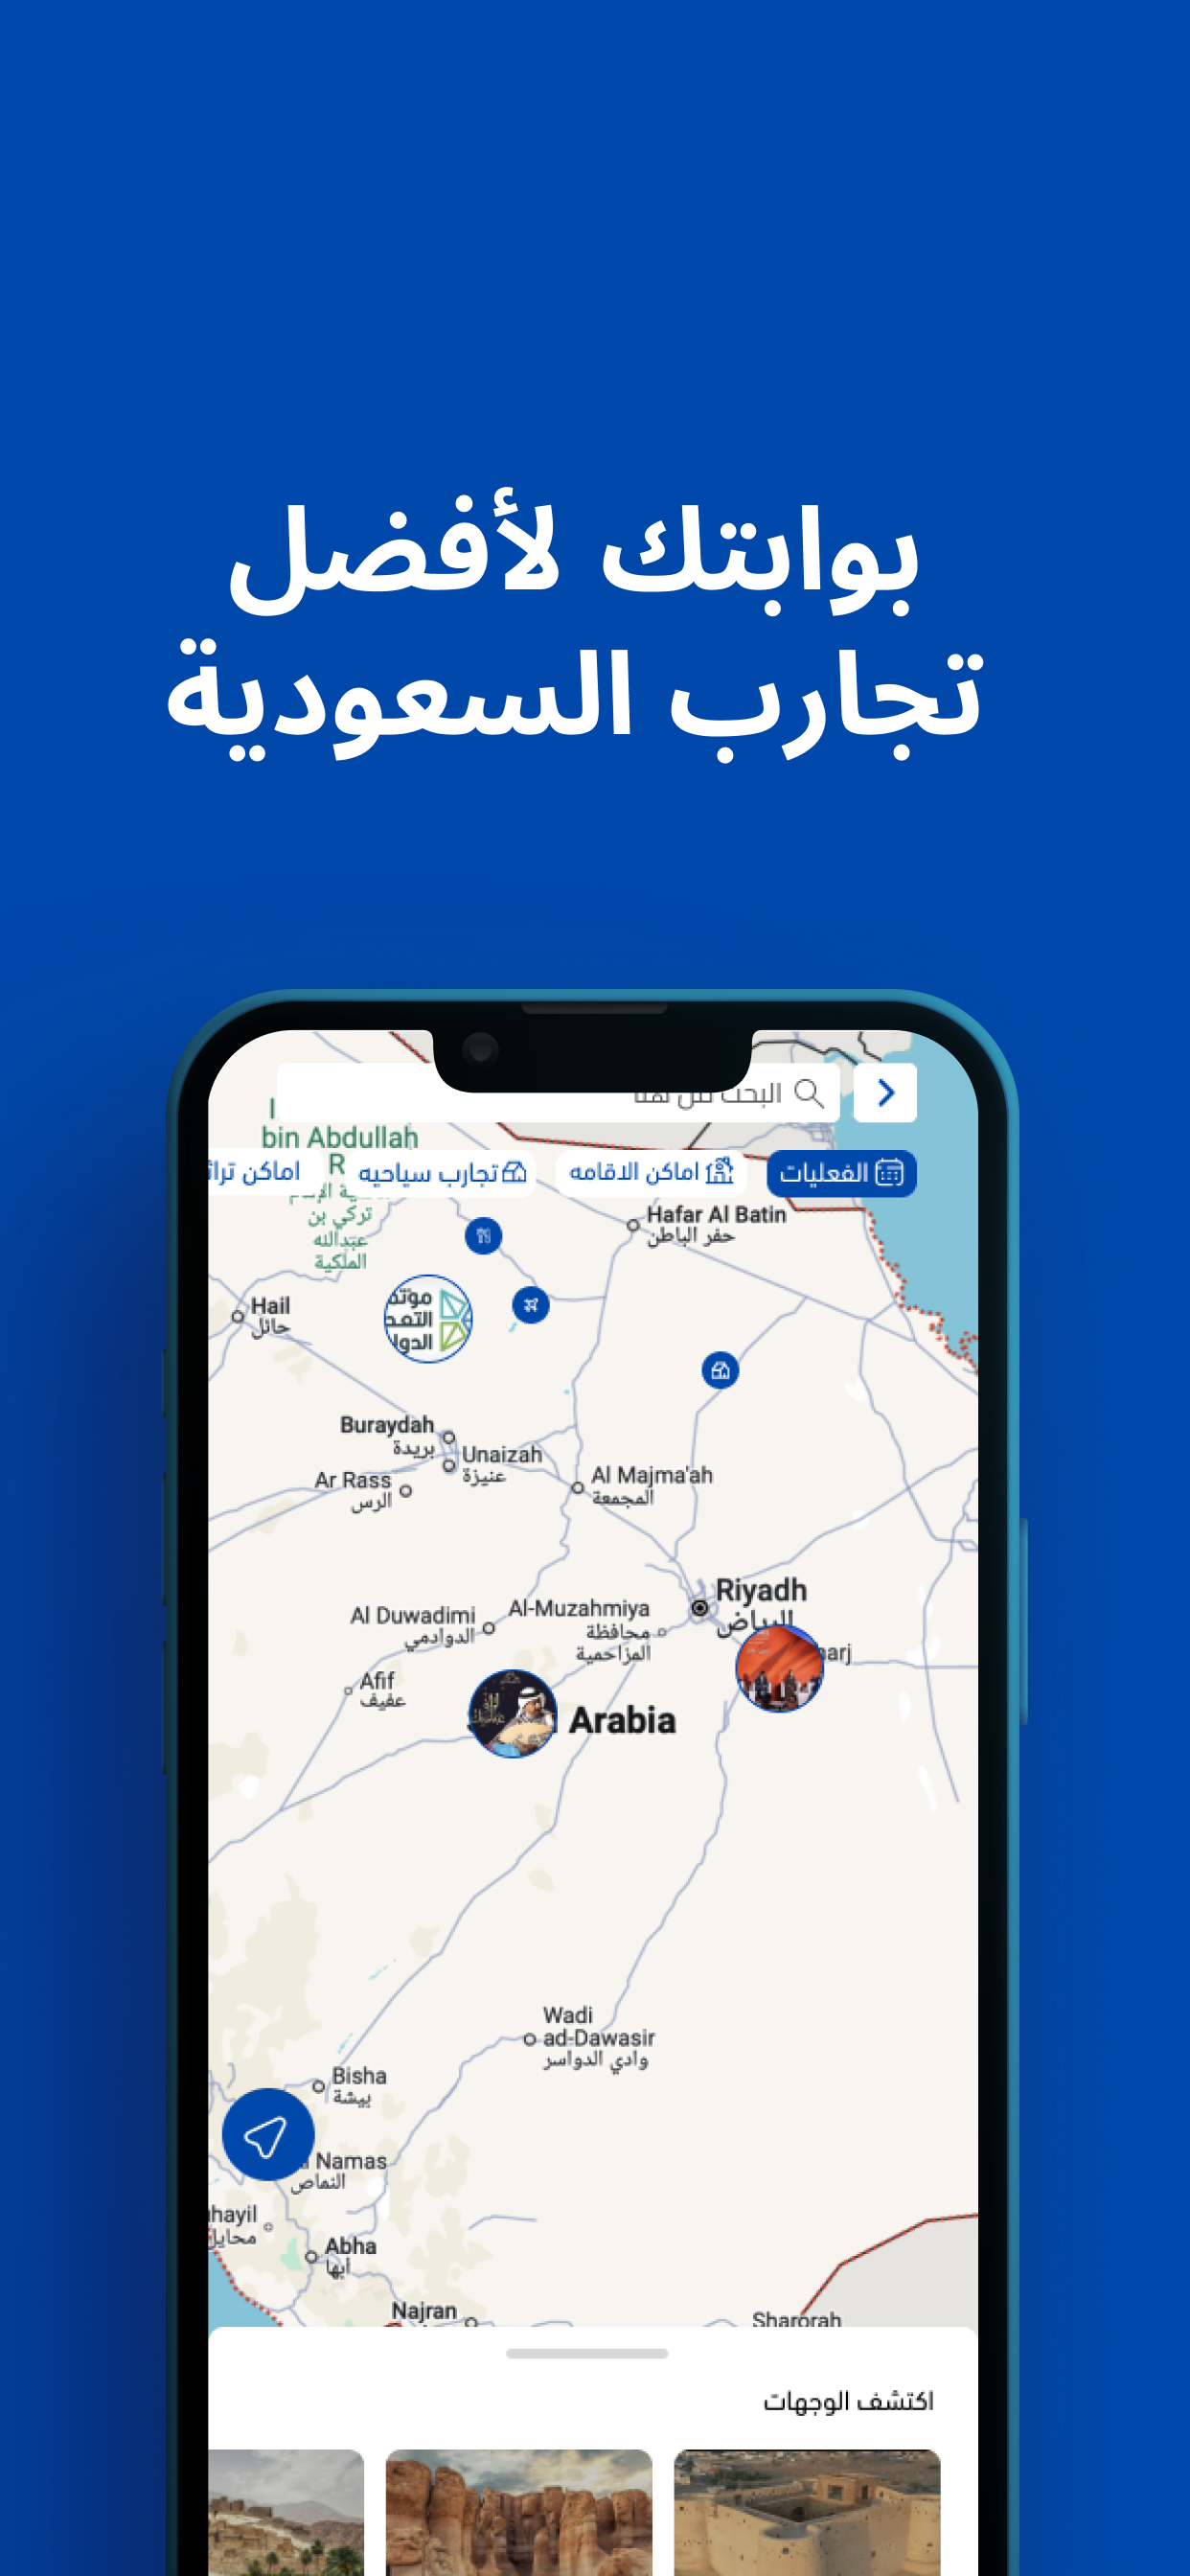 بوابتك لأفضل
تجارب السعودية
البحث من هنا
الفعليات
اماكن الاقامه
تجارب سياحيه
اماكن
bin Abdullah
R
تركي بن
عبدالله
الملكية
Hafar Al Batin
حفر الباطن
Hail
حائل
Buraydah
بريدة
Unaizah
عنيزة
Ar Rass
الرس
Al Majma'ah
المجمعة
Riyadh
الرياض
Al Duwadimi
الدوادمي
Al-Muzahmiya
محافظة
المزاحمية
Afif
عفيف
Arabia
Wadi
ad-Dawasir
وادي الدواسر
Bisha
بيشة
Namas
النماص
hayil
محايل
Abha
أبها
Najran
Sharorah
اكتشف الوجهات